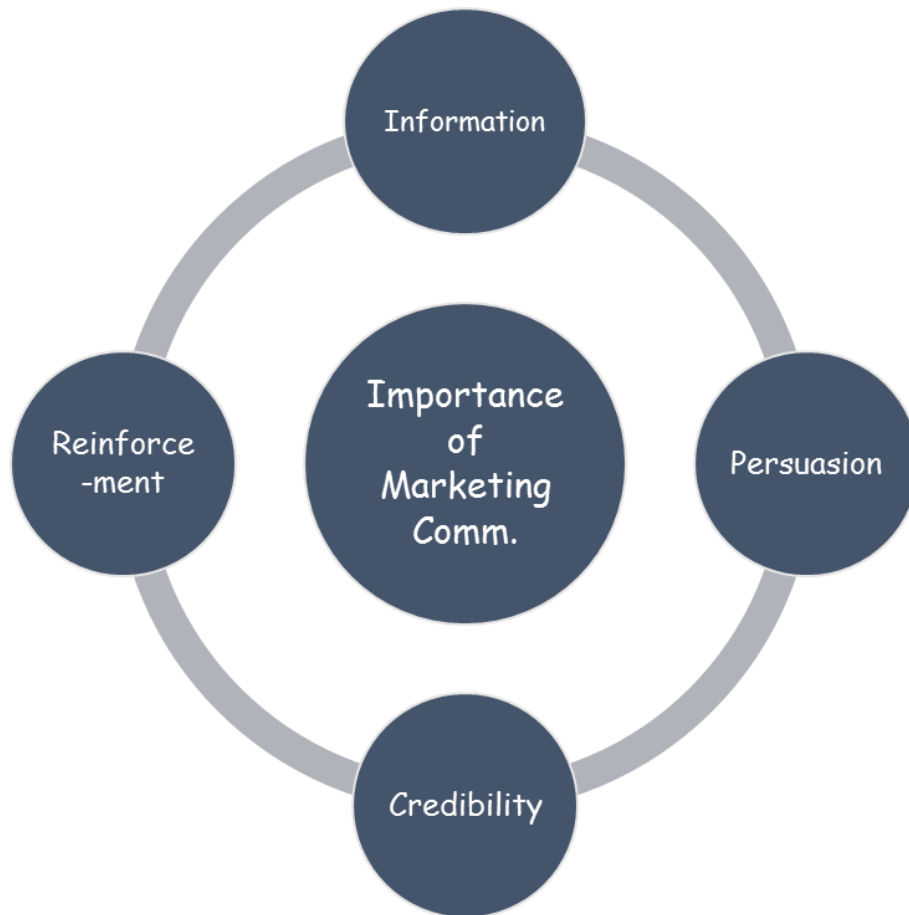 Information
Importance
of
Marketing
Comm.
Reinforce
-ment
Persuasion
Credibility